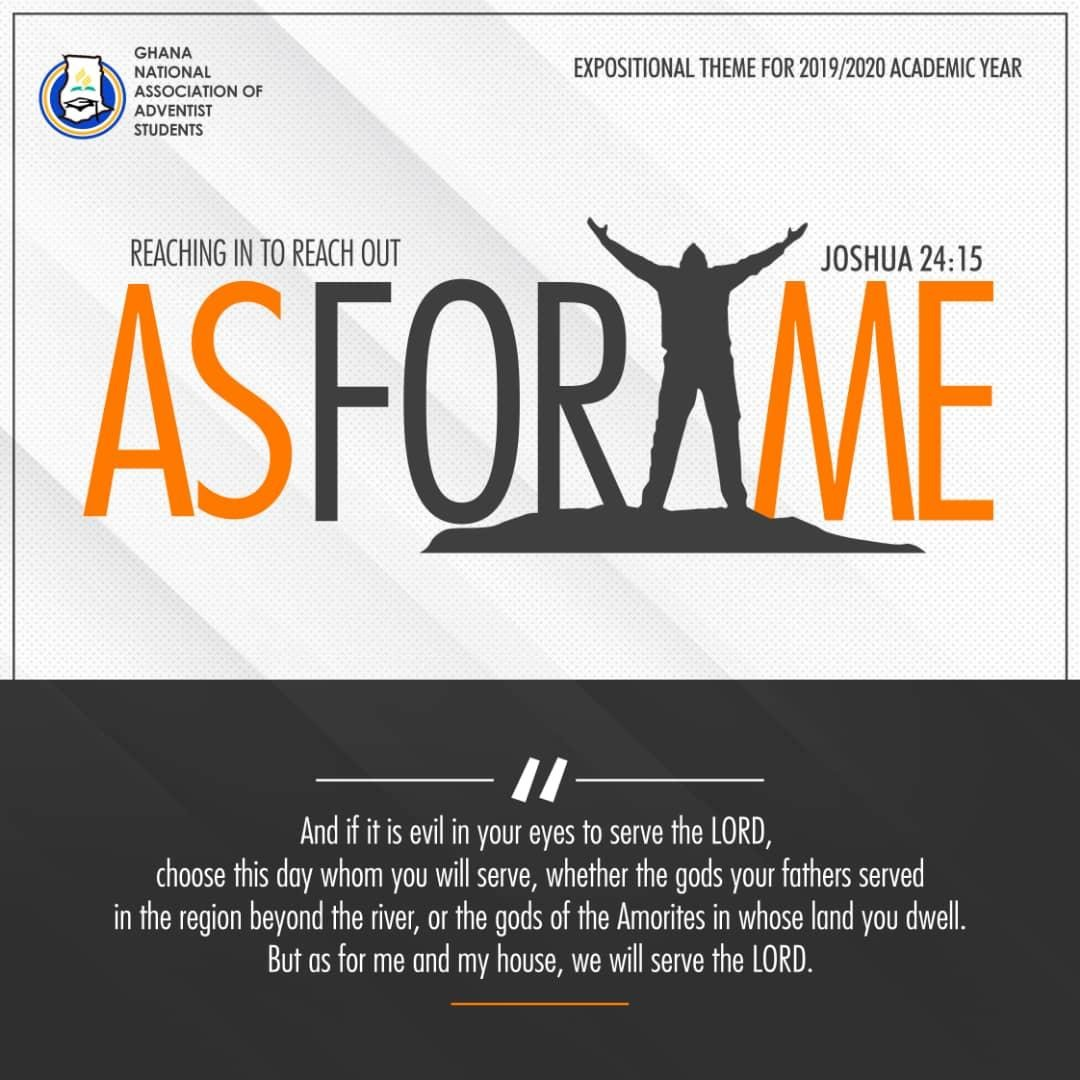 GHANA
NATIONAL
ASSOCIATION OF
ADVENTIST
STUDENTS
EXPOSITIONAL THEME FOR 2019/2020 ACADEMIC YEAR
REACHING IN TO REACH OUT
JOSHUA 24:15
AS FOR ME
"
And if it is evil in your eyes to serve the LORD,
choose this day whom you will serve, whether the gods your fathers served
in the region beyond the river, or the gods of the Amorites in whose land you dwell.
But as for me and my house, we will serve the LORD.